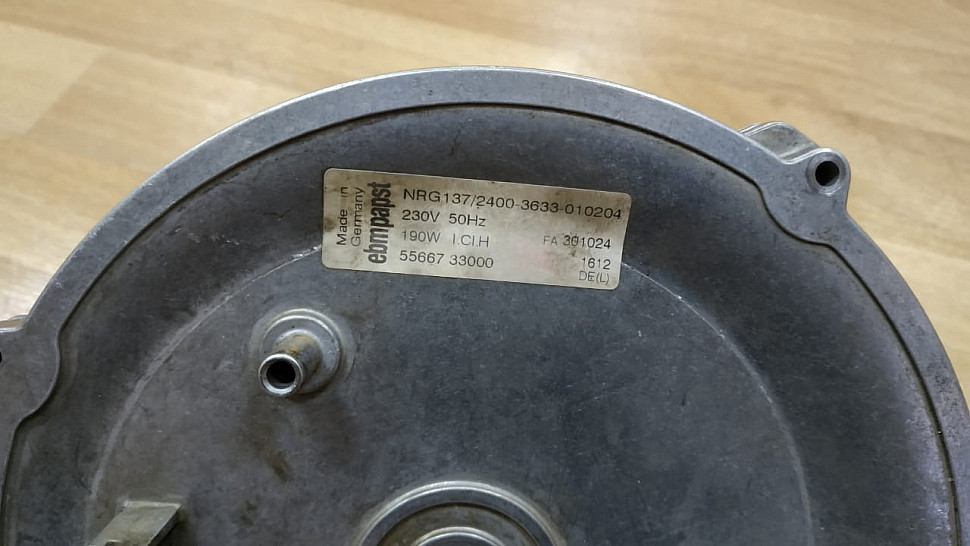 Made in
Germany
ebmpapst
NRG137/2400-3633-010204
230V 50Hz
190W I.Cl.H FA 301024
55667 33000 1612
DE(L)